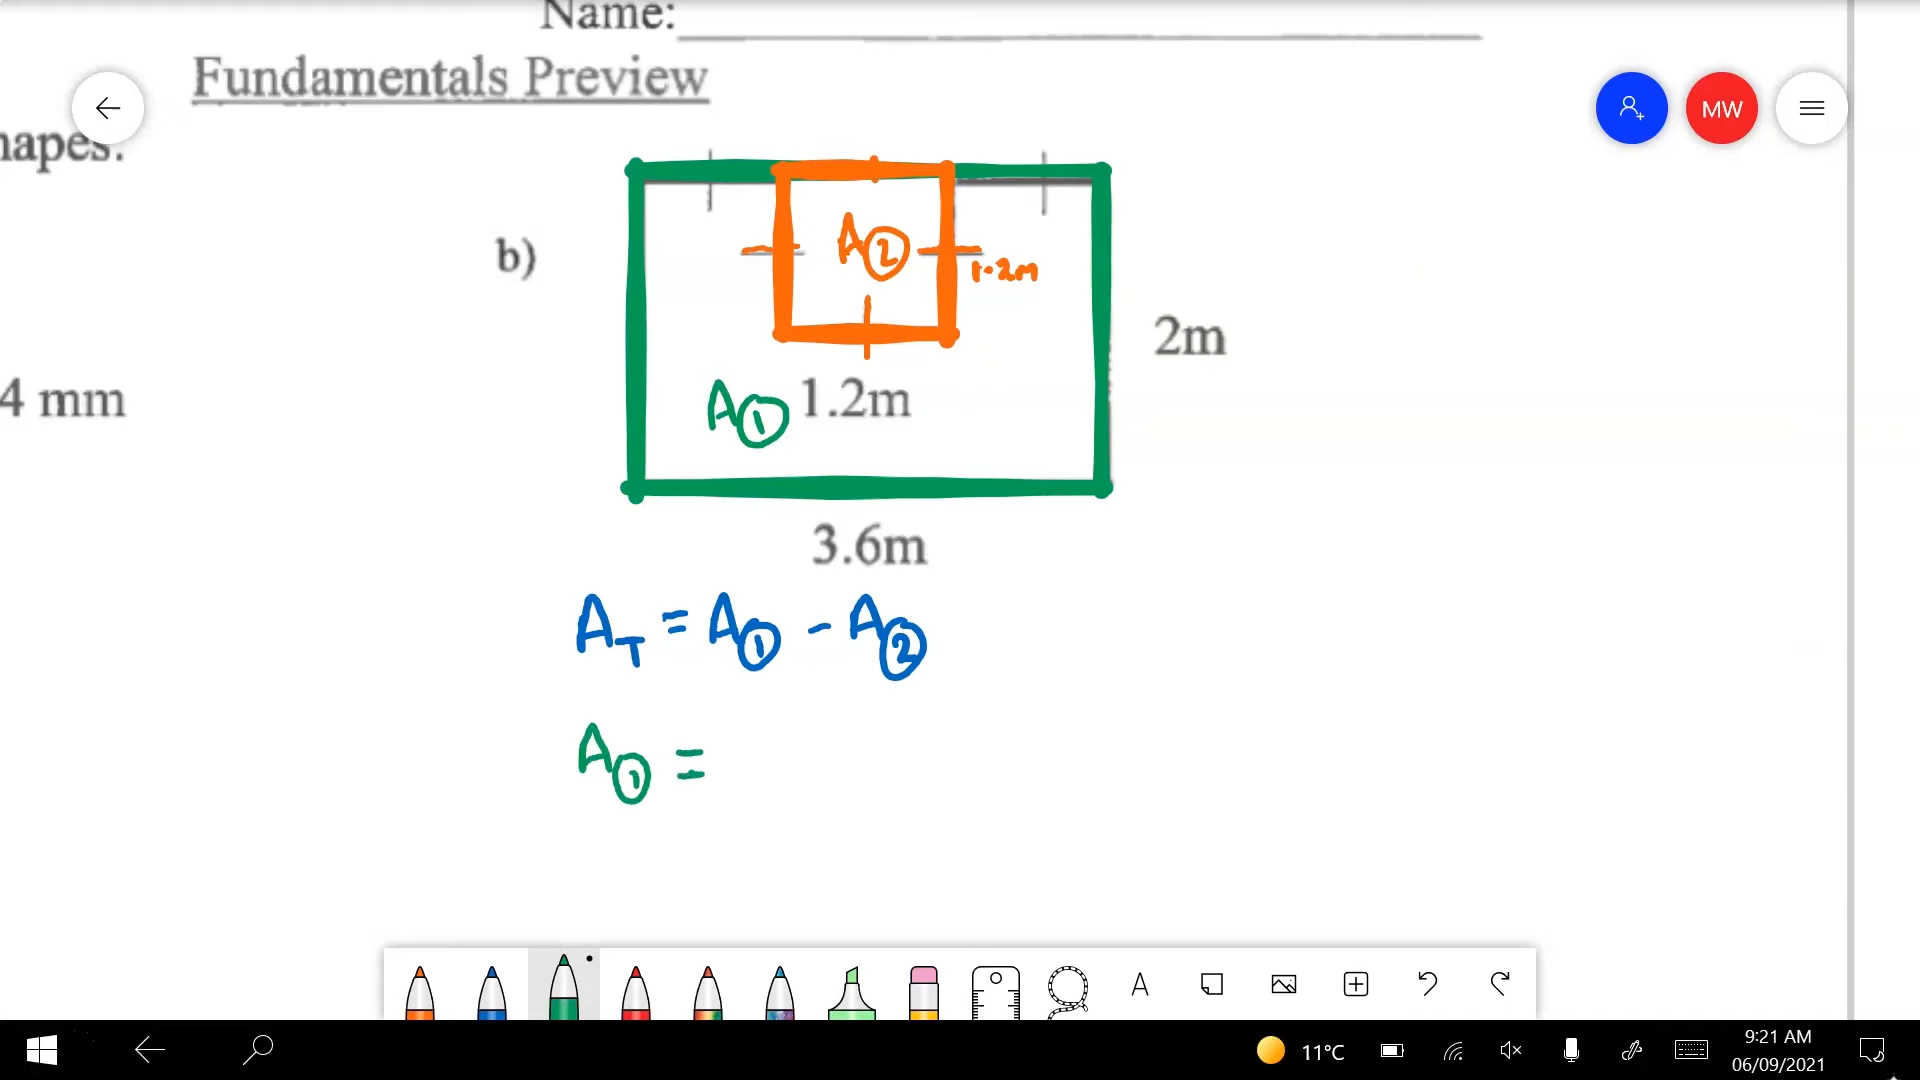 Name:
Fundamentals Preview
hapes:
MW
b)
A②
1.2m
2m
4 mm
A①
1.2m
3.6m
A_T = A① - A②
A① =
A
11°C
9:21 AM
06/09/2021